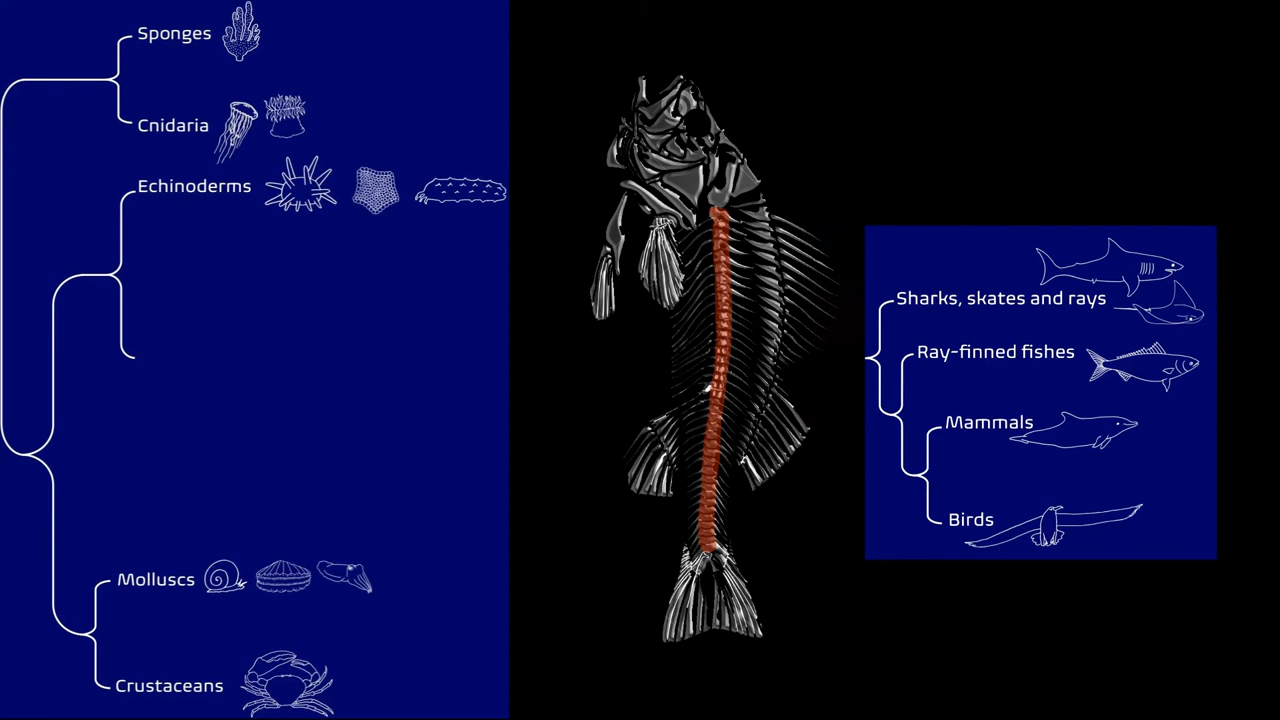 Sponges
Cnidaria
Echinoderms
Molluscs
Crustaceans
Sharks, skates and rays
Ray-finned fishes
Mammals
Birds